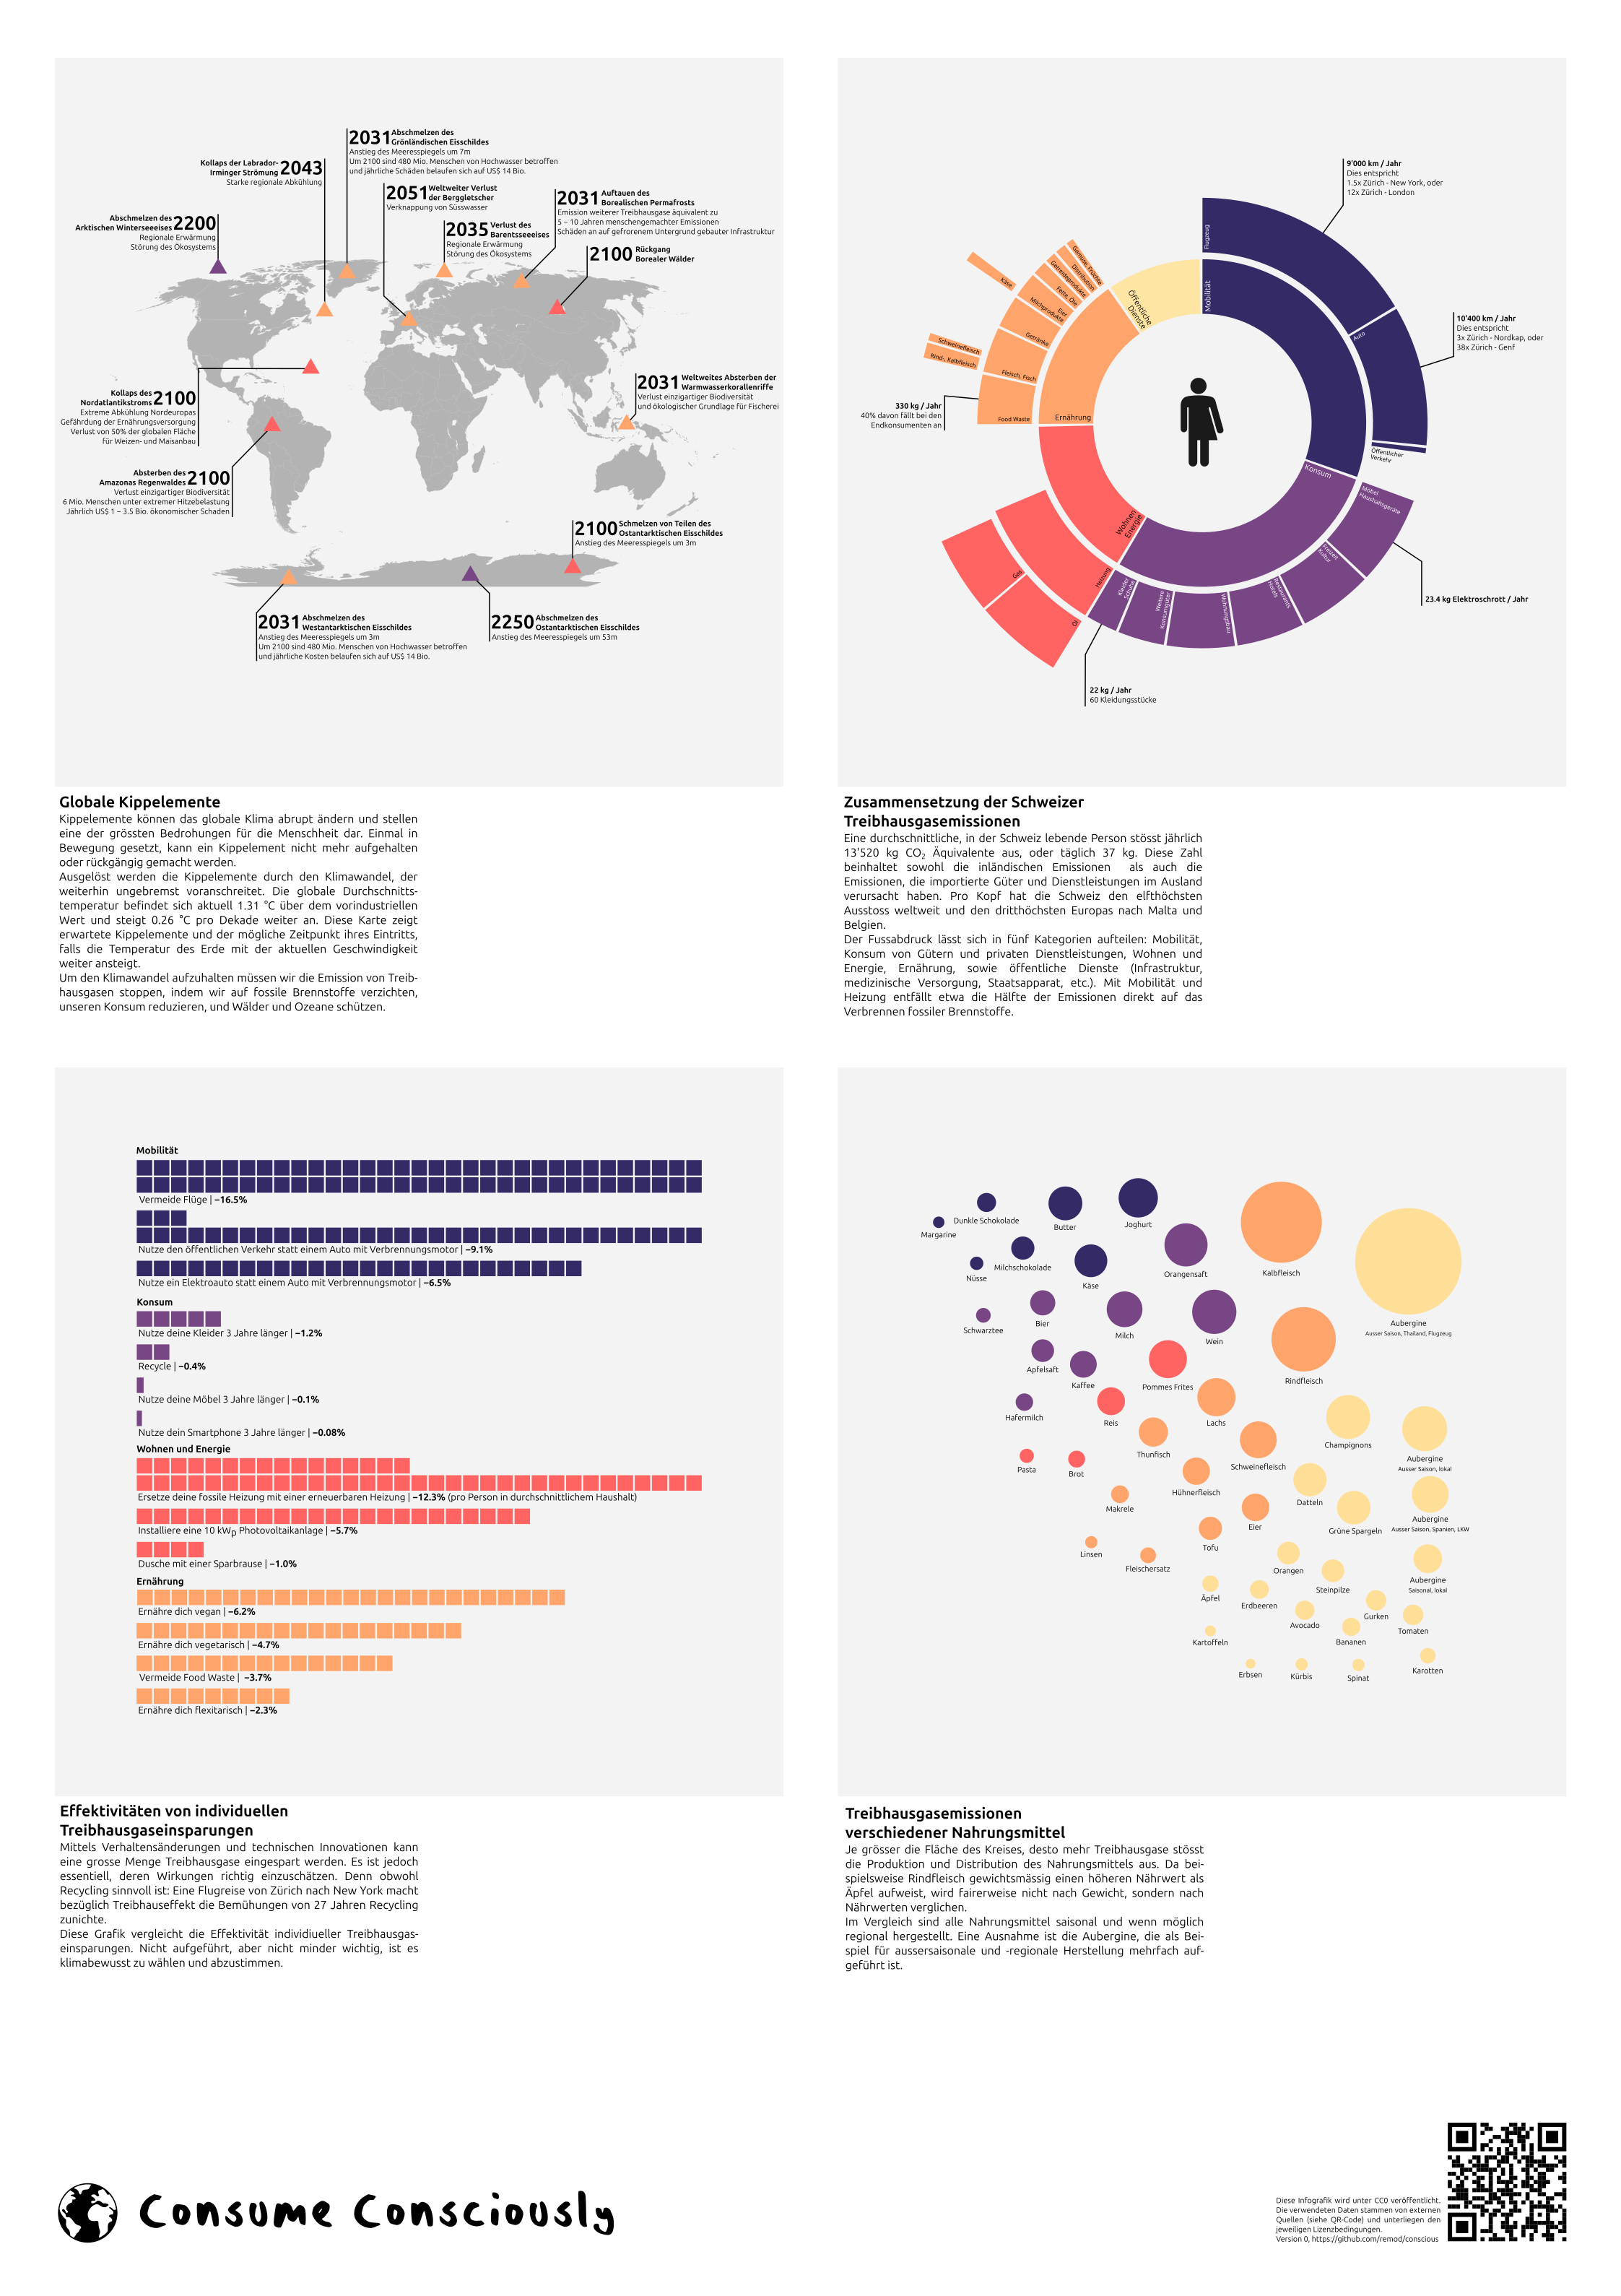 2031 Abschmelzen des
Grönländischen Eisschildes
Anstieg des Meeresspiegels um 7m
Um 2100 sind 480 Mio. Menschen von Hochwasser betroffen
und jährliche Schäden belaufen sich auf US$ 14 Bio.
Kollaps der Labrador-
Irminger Strömung 2043
Starke regionale Abkühlung
2051 Weltweiter Verlust
der Berggletscher
Verknappung von Süsswasser
2031 Auftauen des
Borealischen Permafrosts
Emission weiterer Treibhausgase äquivalent zu
5 – 10 Jahren menschengemachter Emissionen
Schäden an auf gefrorenem Untergrund gebauter Infrastruktur
Abschmelzen des
Arktischen Winterseeeises 2200
Regionale Erwärmung
Störung des Ökosystems
2035 Verlust des
Barentsseeeises
Regionale Erwärmung
Störung des Ökosystems
2100 Rückgang
Borealer Wälder
Kollaps des
Nordatlantikstroms 2100
Extreme Abkühlung Nordeuropas
Gefährdung der Ernährungsversorgung
Verlust von 50% der globalen Fläche
für Weizen- und Maisanbau
2031 Weltweites Absterben der
Warmwasserkorallenriffe
Verlust einzigartiger Biodiversität
und ökologischer Grundlage für Fischerei
Absterben des
Amazonas Regenwaldes 2100
Verlust einzigartiger Biodiversität
6 Mio. Menschen unter extremer Hitzebelastung
Jährlich US$ 1 – 3.5 Bio. ökonomischer Schaden
2100 Schmelzen von Teilen des
Ostantarktischen Eisschildes
Anstieg des Meeresspiegels um 3m
2031 Abschmelzen des
Westantarktischen Eisschildes
Anstieg des Meeresspiegels um 3m
Um 2100 sind 480 Mio. Menschen von Hochwasser betroffen
und jährliche Kosten belaufen sich auf US$ 14 Bio.
2250 Abschmelzen des
Ostantarktischen Eisschildes
Anstieg des Meeresspiegels um 53m
Globale Kippelemente
Kippelemente können das globale Klima abrupt ändern und stellen
eine der grössten Bedrohungen für die Menschheit dar. Einmal in
Bewegung gesetzt, kann ein Kippelement nicht mehr aufgehalten
oder rückgängig gemacht werden.
Ausgelöst werden die Kippelemente durch den Klimawandel, der
weiterhin ungebremst voranschreitet. Die globale Durchschnitts-
temperatur befindet sich aktuell 1.31 °C über dem vorindustriellen
Wert und steigt 0.26 °C pro Dekade weiter an. Diese Karte zeigt
erwartete Kippelemente und der mögliche Zeitpunkt ihres Eintritts,
falls die Temperatur des Erde mit der aktuellen Geschwindigkeit
weiter ansteigt.
Um den Klimawandel aufzuhalten müssen wir die Emission von Treib-
hausgasen stoppen, indem wir auf fossile Brennstoffe verzichten,
unseren Konsum reduzieren, und Wälder und Ozeane schützen.
9'000 km / Jahr
Dies entspricht
1.5x Zürich - New York, oder
12x Zürich - London
10'400 km / Jahr
Dies entspricht
3x Zürich - Nordkap, oder
38x Zürich - Genf
23.4 kg Elektroschrott / Jahr
22 kg / Jahr
60 Kleidungsstücke
330 kg / Jahr
40% davon fällt bei den
Endkonsumenten an
Mobilität
Flugzeug
Auto
Öffentlicher
Verkehr
Konsum
Möbel
Haushaltsgeräte
Freizeit
Kultur
Restaurants
Hotels
Wohnungsbau
Weitere
Konsumgüter
Kleider
Schuhe
Wohnen
Energie
Heizung
Öl
Gas
Ernährung
Food Waste
Fleisch, Fisch
Rind-, Kalbfleisch
Schweinefleisch
Getränke
Milchprodukte
Käse
Eier
Fette, Öle
Getreideprodukte
Distribution
Gemüse, Früchte
Öffentliche
Dienste
Zusammensetzung der Schweizer
Treibhausgasemissionen
Eine durchschnittliche, in der Schweiz lebende Person stösst jährlich
13'520 kg CO₂ Äquivalente aus, oder täglich 37 kg. Diese Zahl
beinhaltet sowohl die inländischen Emissionen als auch die
Emissionen, die importierte Güter und Dienstleistungen im Ausland
verursacht haben. Pro Kopf hat die Schweiz den elfthöchsten
Ausstoss weltweit und den dritthöchsten Europas nach Malta und
Belgien.
Der Fussabdruck lässt sich in fünf Kategorien aufteilen: Mobilität,
Konsum von Gütern und privaten Dienstleistungen, Wohnen und
Energie, Ernährung, sowie öffentliche Dienste (Infrastruktur,
medizinische Versorgung, Staatsapparat, etc.). Mit Mobilität und
Heizung entfällt etwa die Hälfte der Emissionen direkt auf das
Verbrennen fossiler Brennstoffe.
Mobilität
Vermeide Flüge | −16.5%
Nutze den öffentlichen Verkehr statt einem Auto mit Verbrennungsmotor | −9.1%
Nutze ein Elektroauto statt einem Auto mit Verbrennungsmotor | −6.5%
Konsum
Nutze deine Kleider 3 Jahre länger | −1.2%
Recycle | −0.4%
Nutze deine Möbel 3 Jahre länger | −0.1%
Nutze dein Smartphone 3 Jahre länger | −0.08%
Wohnen und Energie
Ersetze deine fossile Heizung mit einer erneuerbaren Heizung | −12.3% (pro Person in durchschnittlichem Haushalt)
Installiere eine 10 kWp Photovoltaikanlage | −5.7%
Dusche mit einer Sparbrause | −1.0%
Ernährung
Ernähre dich vegan | −6.2%
Ernähre dich vegetarisch | −4.7%
Vermeide Food Waste | −3.7%
Ernähre dich flexitarisch | −2.3%
Effektivitäten von individuellen
Treibhausgaseinsparungen
Mittels Verhaltensänderungen und technischen Innovationen kann
eine grosse Menge Treibhausgase eingespart werden. Es ist jedoch
essentiell, deren Wirkungen richtig einzuschätzen. Denn obwohl
Recycling sinnvoll ist: Eine Flugreise von Zürich nach New York macht
bezüglich Treibhauseffekt die Bemühungen von 27 Jahren Recycling
zunichte.
Diese Grafik vergleicht die Effektivität individiueller Treibhausgas-
einsparungen. Nicht aufgeführt, aber nicht minder wichtig, ist es
klimabewusst zu wählen und abzustimmen.
Margarine
Dunkle Schokolade
Butter
Joghurt
Nüsse
Milchschokolade
Käse
Orangensaft
Kalbfleisch
Aubergine
Ausser Saison, Thailand, Flugzeug
Schwarztee
Bier
Milch
Wein
Rindfleisch
Apfelsaft
Kaffee
Pommes Frites
Hafermilch
Reis
Lachs
Thunfisch
Schweinefleisch
Champignons
Aubergine
Ausser Saison, lokal
Pasta
Brot
Hühnerfleisch
Datteln
Makrele
Eier
Grüne Spargeln
Aubergine
Ausser Saison, Spanien, LKW
Linsen
Fleischersatz
Tofu
Orangen
Steinpilze
Aubergine
Saisonal, lokal
Äpfel
Erdbeeren
Avocado
Gurken
Kartoffeln
Bananen
Tomaten
Erbsen
Kürbis
Spinat
Karotten
Treibhausgasemissionen
verschiedener Nahrungsmittel
Je grösser die Fläche des Kreises, desto mehr Treibhausgase stösst
die Produktion und Distribution des Nahrungsmittels aus. Da bei-
spielsweise Rindfleisch gewichtsmässig einen höheren Nährwert als
Äpfel aufweist, wird fairerweise nicht nach Gewicht, sondern nach
Nährwerten verglichen.
Im Vergleich sind alle Nahrungsmittel saisonal und wenn möglich
regional hergestellt. Eine Ausnahme ist die Aubergine, die als Bei-
spiel für aussersaisonale und -regionale Herstellung mehrfach auf-
geführt ist.
Consume Consciously
Diese Infografik wird unter CC0 veröffentlicht.
Die verwendeten Daten stammen von externen
Quellen (siehe QR-Code) und unterliegen den
jeweiligen Lizenzbedingungen.
Version 0, https://github.com/remod/conscious